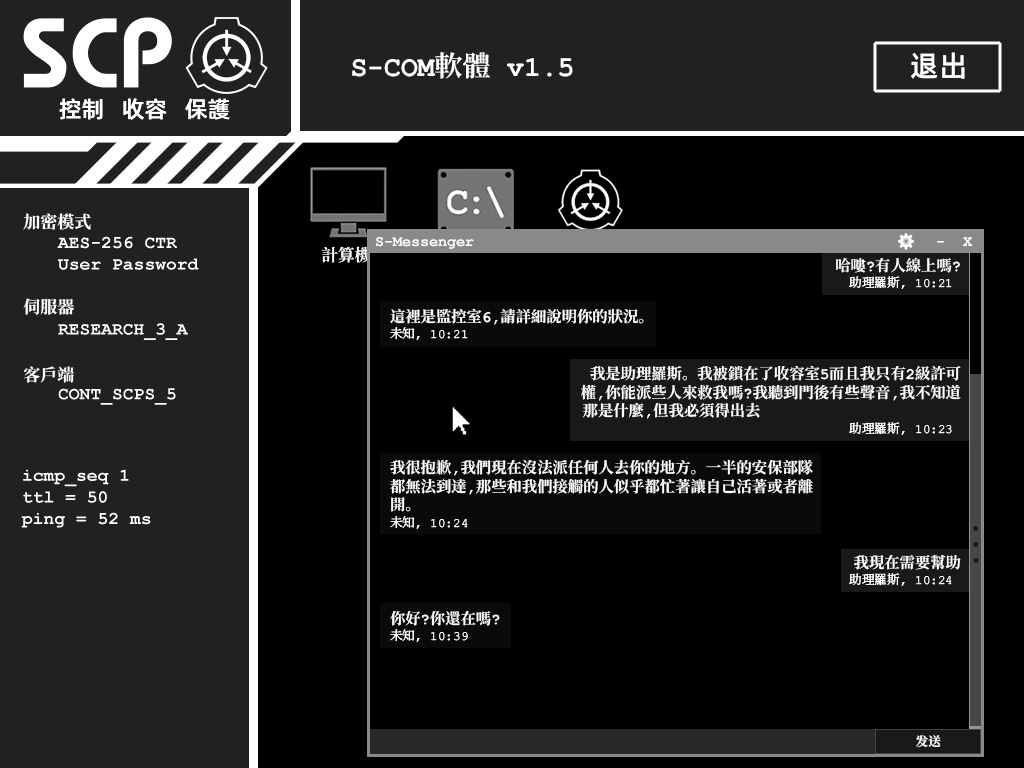 SCP
控制 收容 保護
S-COM軟體 v1.5
退出
加密模式
AES-256 CTR
User Password
伺服器
RESEARCH_3_A
客戶端
CONT_SCPS_5
icmp_seq 1
ttl = 50
ping = 52 ms
C:\
計算機
S-Messenger
- X
哈嘍?有人線上嗎?
助理羅斯, 10:21
這裡是監控室6,請詳細說明你的狀況。
未知, 10:21
我是助理羅斯。我被鎖在了收容室5而且我只有2級許可
權,你能派些人來救我嗎?我聽到門後有些聲音,我不知道
那是什麼,但我必須得出去
助理羅斯, 10:23
我很抱歉,我們現在沒法派任何人去你的地方。一半的安保部隊
都無法到達,那些和我們接觸的人似乎都忙著讓自己活著或者離
開。
未知, 10:24
我現在需要幫助
助理羅斯, 10:24
你好?你還在嗎?
未知, 10:39
发送